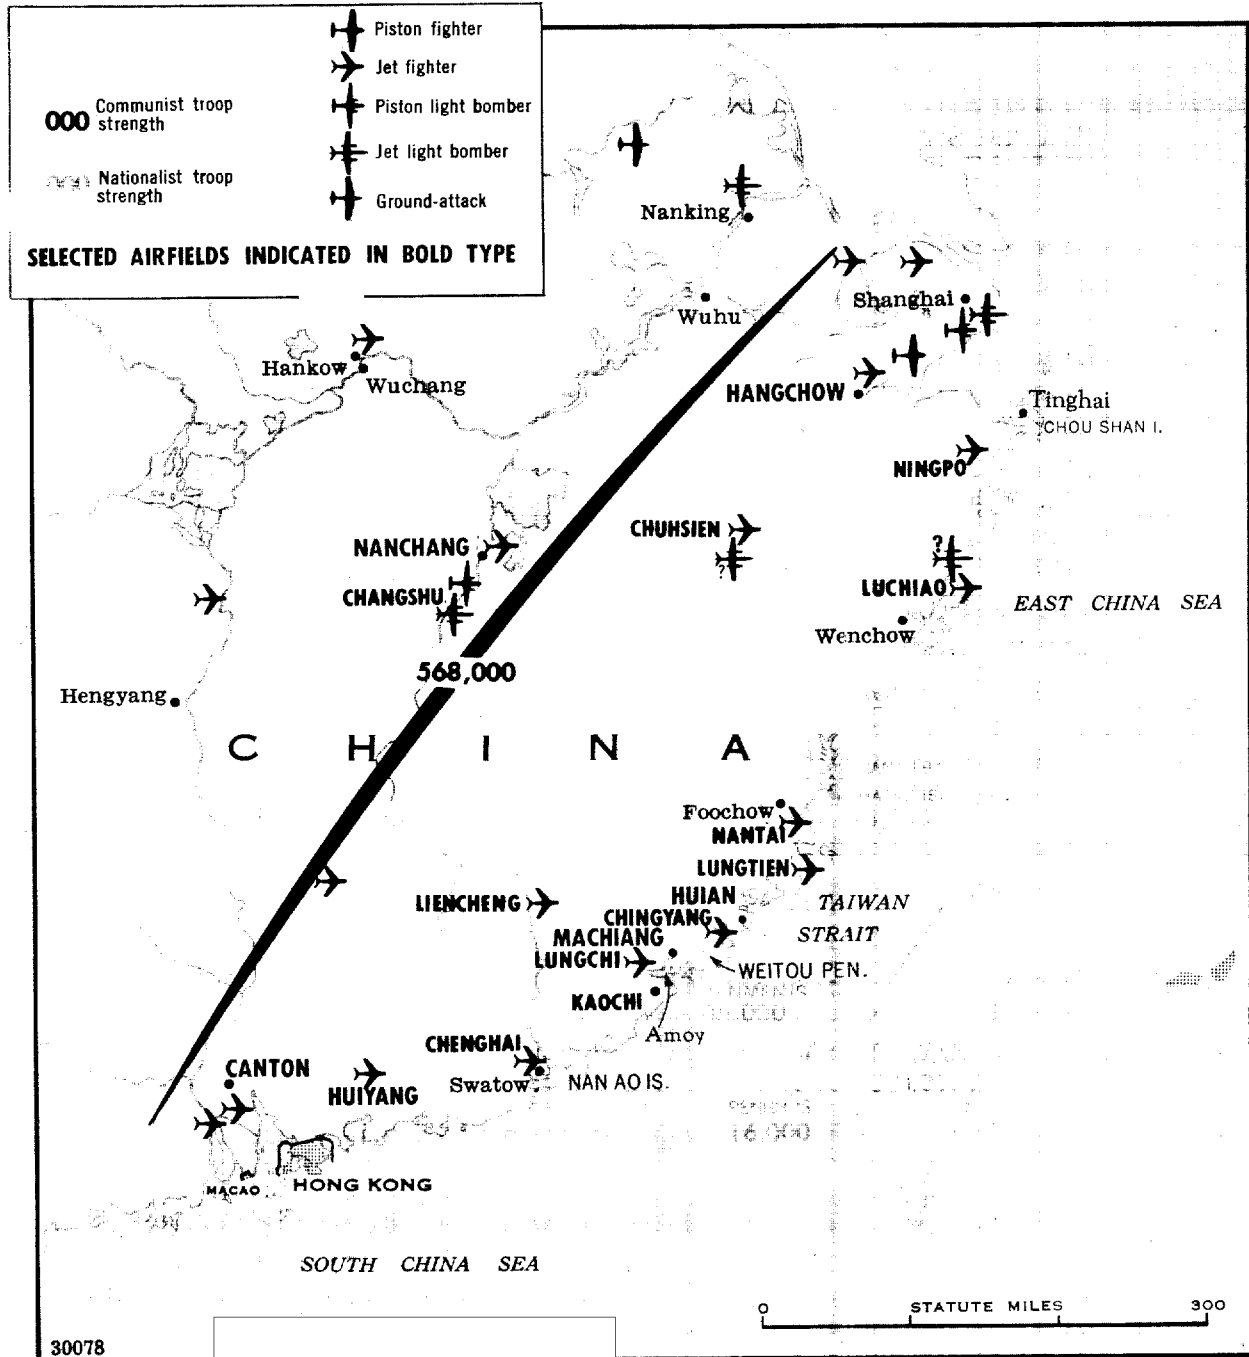 Piston fighter
Jet fighter
Communist troop
000 strength
Piston light bomber
Jet light bomber
Nationalist troop
strength
Ground-attack
SELECTED AIRFIELDS INDICATED IN BOLD TYPE
Nanking
Shanghai
Wuhu
Hankow
Wuchang
HANGCHOW
Tinghai
CHOU SHAN I.
NINGPO
CHUHSIEN
?
NANCHANG
?
CHANGSHU
LUCHIAO
EAST CHINA SEA
Wenchow
568,000
Hengyang
CHINA
Foochow
NANTAI
LUNGTIEN
HUIAN
LIENCHENG
TAIWAN
STRAIT
CHINGYANG
MACHIANG
LUNGCHI
WEITOU PEN.
KAOCHI
Amoy
CHENGHAI
CANTON
Swatow
NAN AO IS.
HUIYANG
MACAO
HONG KONG
SOUTH CHINA SEA
0 STATUTE MILES 300
30078